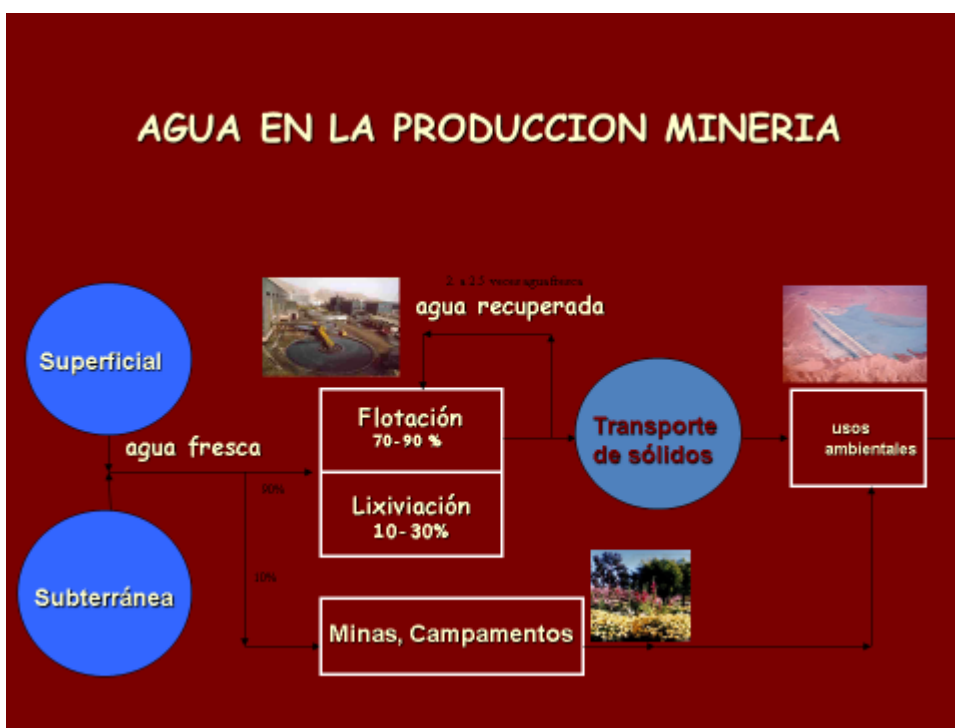 AGUA EN LA PRODUCCION MINERIA
2 a 2.5 veces agua fresca
agua recuperada
Superficial
agua fresca
Flotación
70-90 %
Lixiviación
10-30%
Transporte
de sólidos
usos
ambientales
90%
10%
Subterránea
Minas, Campamentos